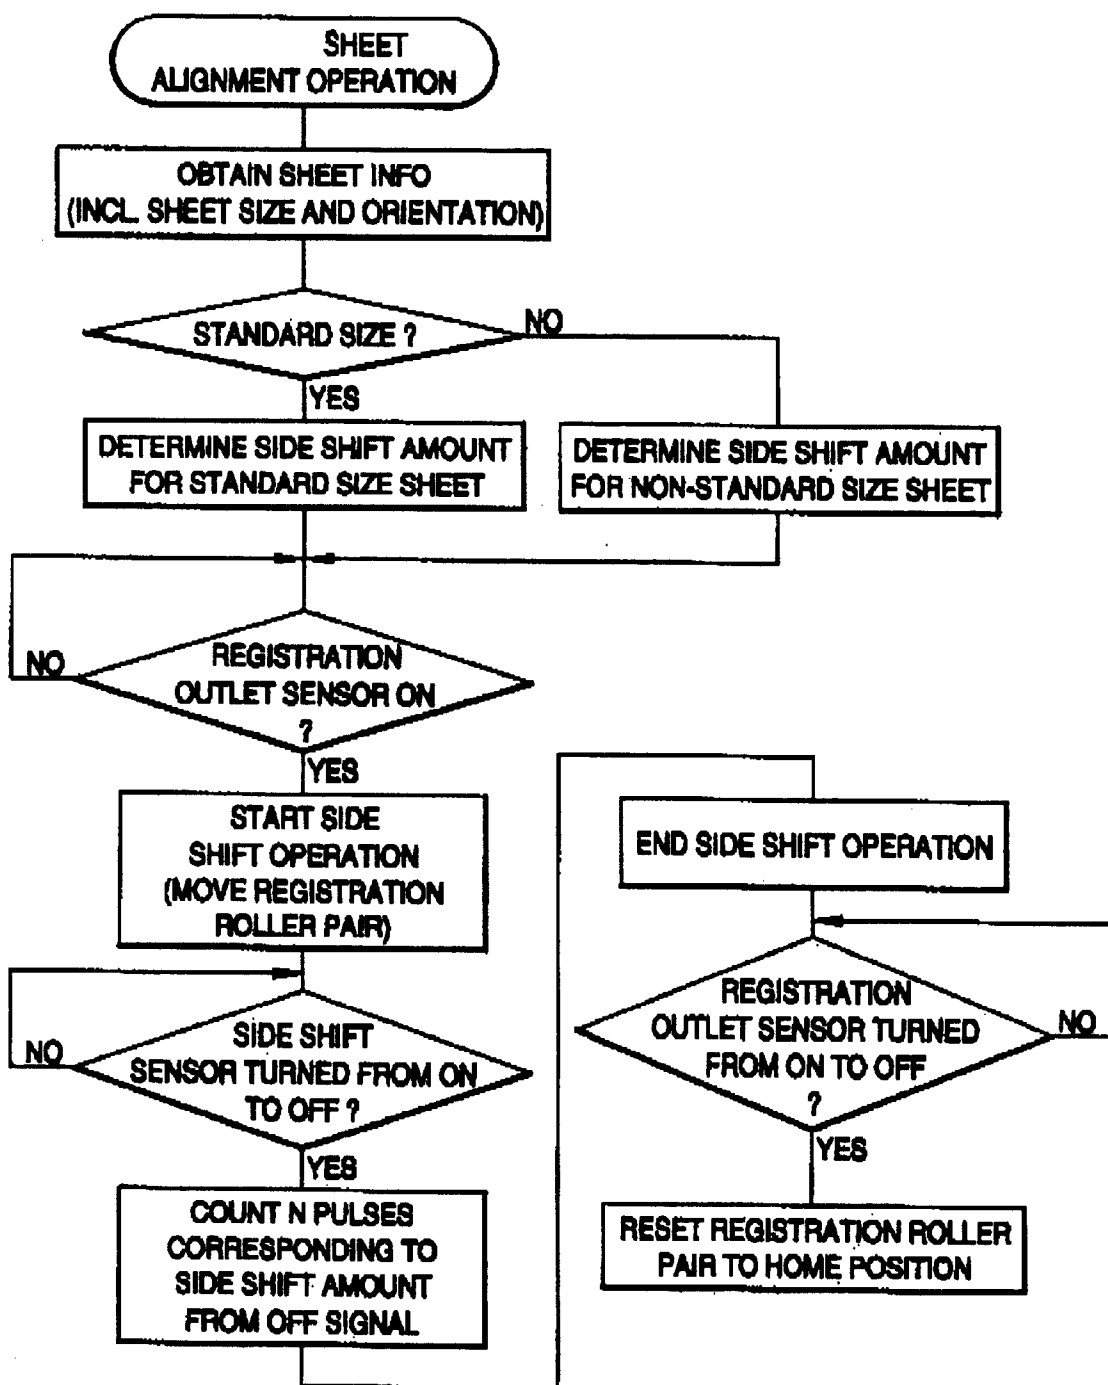 SHEET
ALIGNMENT OPERATION
OBTAIN SHEET INFO
(INCL. SHEET SIZE AND ORIENTATION)
STANDARD SIZE ?
NO
YES
DETERMINE SIDE SHIFT AMOUNT
FOR STANDARD SIZE SHEET
DETERMINE SIDE SHIFT AMOUNT
FOR NON-STANDARD SIZE SHEET
REGISTRATION
OUTLET SENSOR ON
?
NO
YES
START SIDE
SHIFT OPERATION
(MOVE REGISTRATION
ROLLER PAIR)
SIDE SHIFT
SENSOR TURNED FROM ON
TO OFF ?
NO
YES
COUNT N PULSES
CORRESPONDING TO
SIDE SHIFT AMOUNT
FROM OFF SIGNAL
END SIDE SHIFT OPERATION
REGISTRATION
OUTLET SENSOR TURNED
FROM ON TO OFF
?
NO
YES
RESET REGISTRATION ROLLER
PAIR TO HOME POSITION